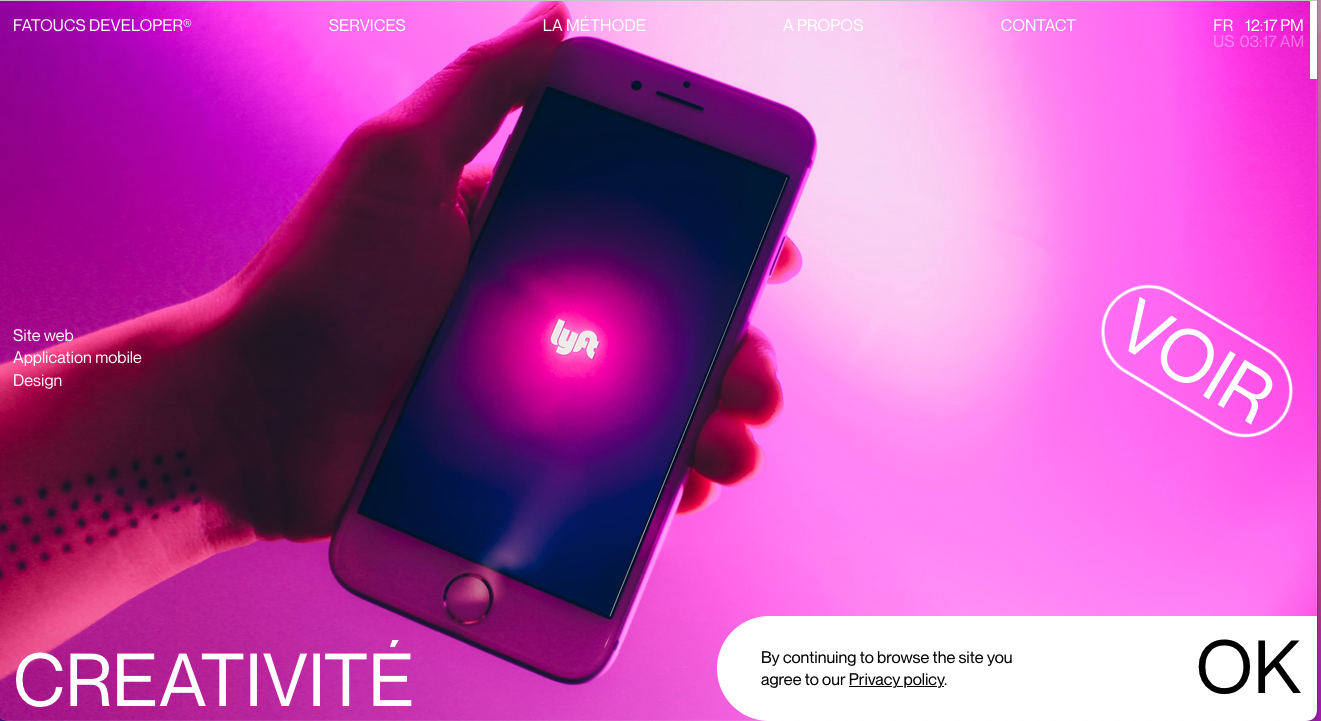 FATOUCS DEVELOPER®
SERVICES
LA MÉTHODE
A PROPOS
CONTACT
FR 12:17 PM
US 03:17 AM
lyft
Site web
Application mobile
Design
VOIR
CREATIVITÉ
By continuing to browse the site you
agree to our Privacy policy.
OK